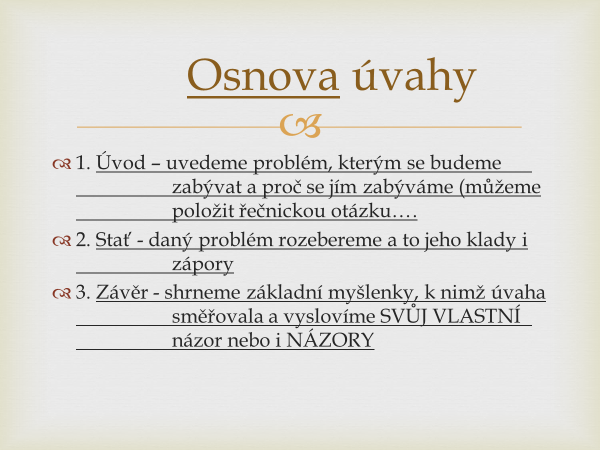 Osnova úvahy
1. Úvod – uvedeme problém, kterým se budeme
zabývat a proč se jím zabýváme (můžeme
položit řečnickou otázku….
2. Stať - daný problém rozebereme a to jeho klady i
zápory
3. Závěr - shrneme základní myšlenky, k nimž úvaha
směřovala a vyslovíme SVŮJ VLASTNÍ
názor nebo i NÁZORY